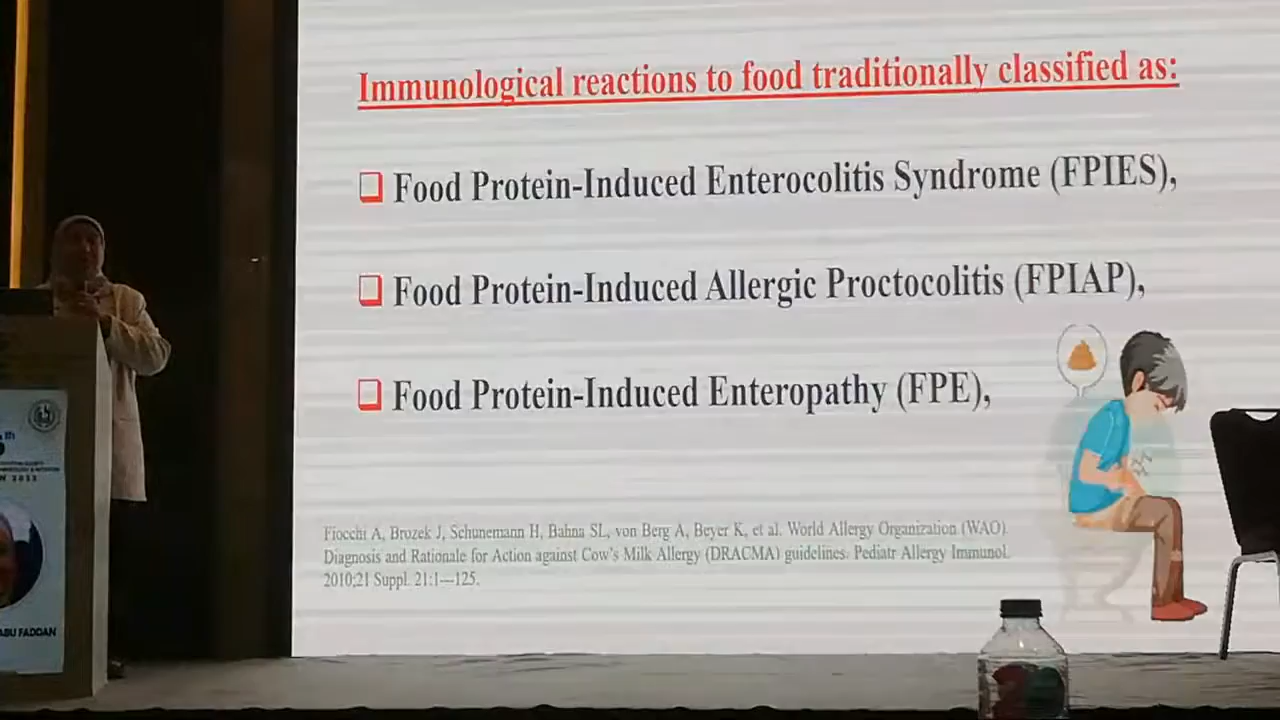 Immunological reactions to food traditionally classified as:
Food Protein-Induced Enterocolitis Syndrome (FPIES),
Food Protein-Induced Allergic Proctocolitis (FPIAP),
Food Protein-Induced Enteropathy (FPE),
Fiocchi A, Brozek J, Schunemann H, Bahna SL, von Berg A, Beyer K, et al. World Allergy Organization (WAO)
Diagnosis and Rationale for Action against Cow's Milk Allergy (DRACMA) guidelines. Pediatr Allergy Immunol.
2010;21 Suppl. 21:1—125.
th
ABU FADDAN